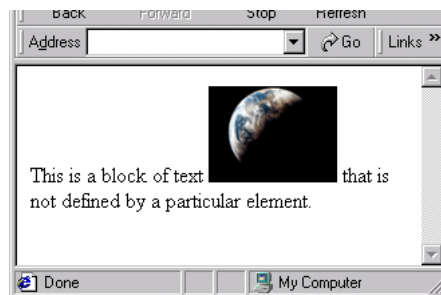 Back Forward Stop Refresh
Address Go Links »
This is a block of text that is
not defined by a particular element.
Done My Computer